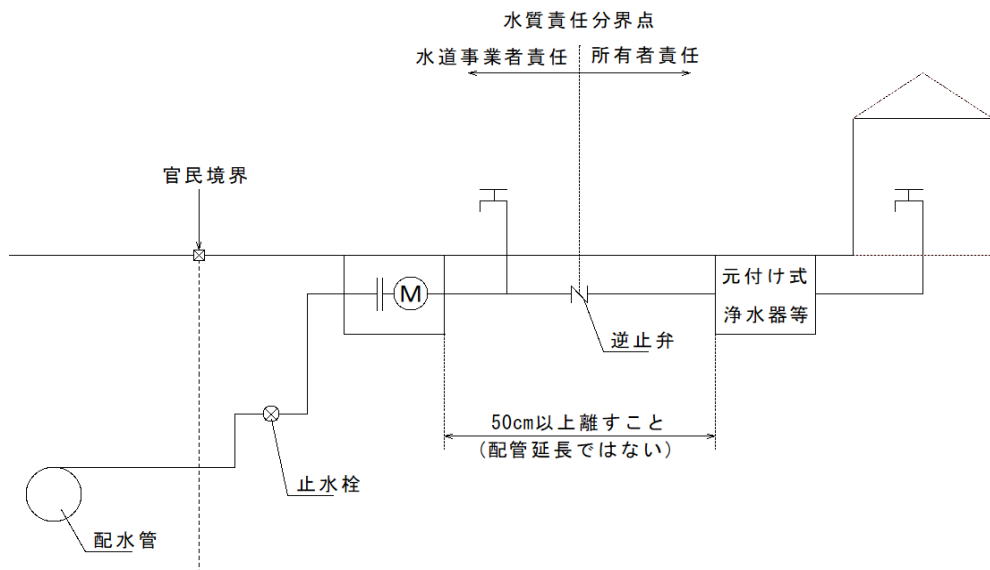 水質責任分界点
水道事業者責任
所有者責任
官民境界
M
元付け式
浄水器等
逆止弁
50cm以上離すこと
(配管延長ではない)
止水栓
配水管